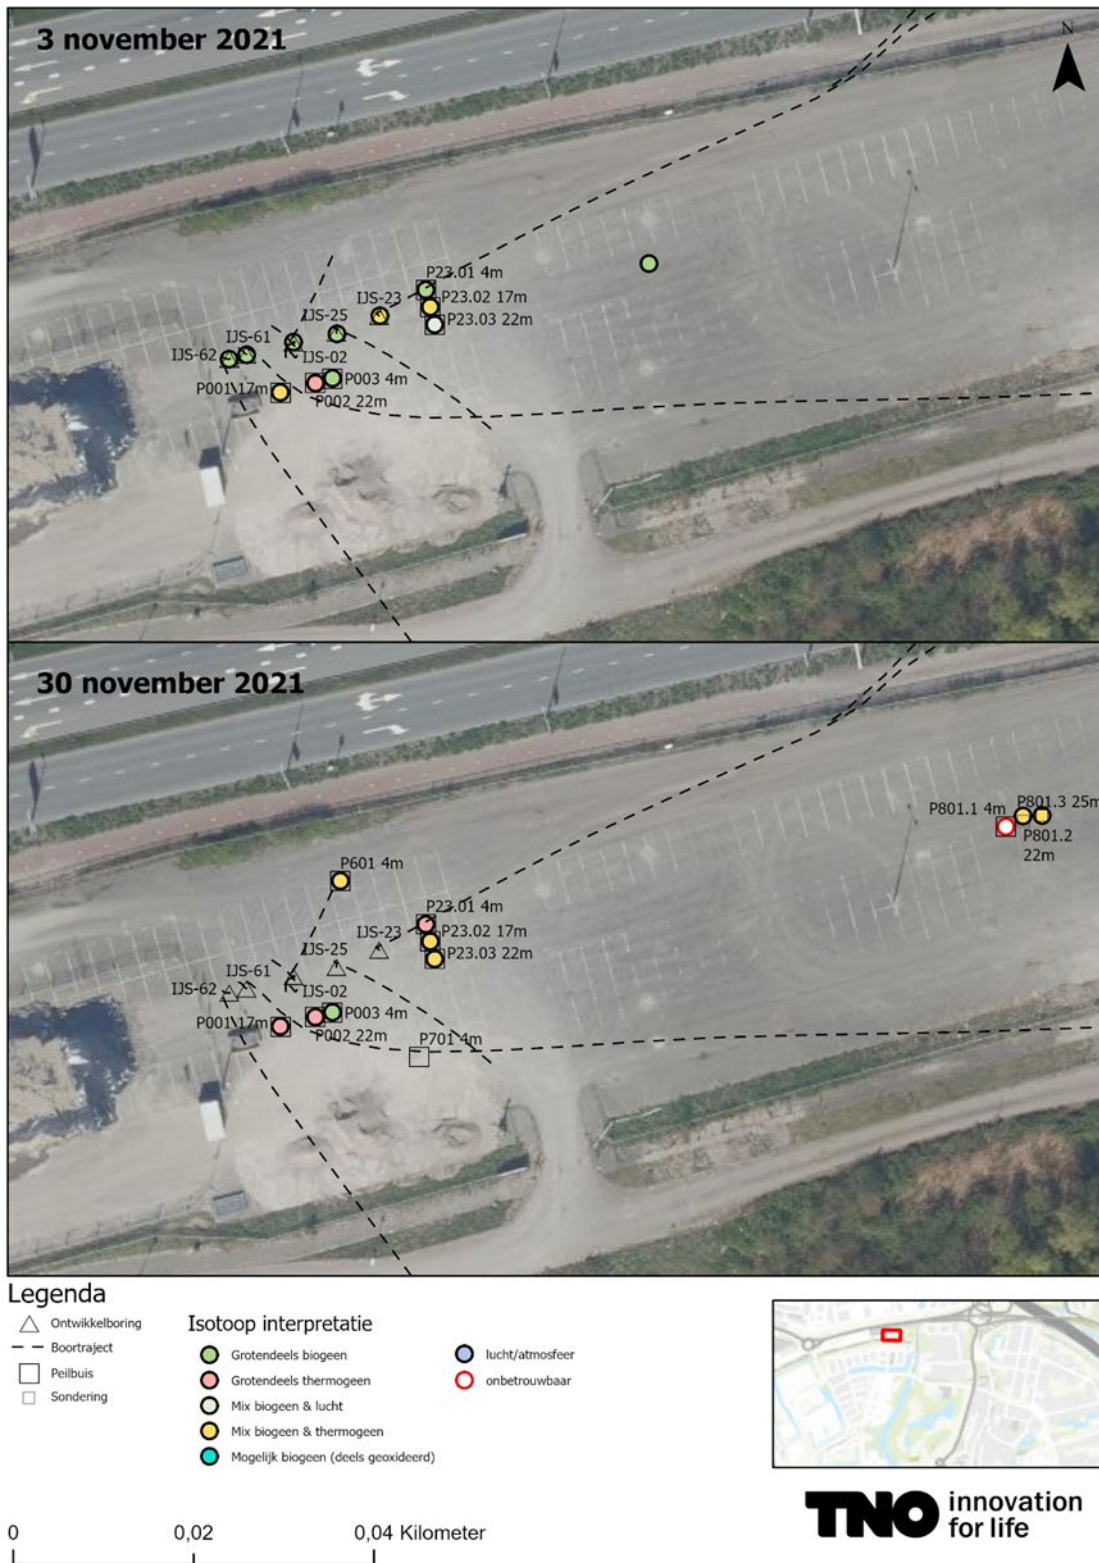 3 november 2021
N
P23.01 4m
IJS-23
P23.02 17m
IJS-25
P23.03 22m
IJS-61
IJS-62
IJS-02
P003 4m
P001 17m
P002 22m
30 november 2021
P801.1 4m
P801.3 25m
P801.2
22m
P601 4m
P23.01 4m
IJS-23
P23.02 17m
IJS-25
P23.03 22m
IJS-61
IJS-62
IJS-02
P003 4m
P001 17m
P002 22m
P701 4m
Legenda
Ontwikkelboring
Boortraject
Peilbuis
Sondering
Isotoop interpretatie
Grotendeels biogeen
Grotendeels thermogeen
Mix biogeen & lucht
Mix biogeen & thermogeen
Mogelijk biogeen (deels geoxideerd)
lucht/atmosfeer
onbetrouwbaar
0 0,02 0,04 Kilometer
TNO innovation
for life